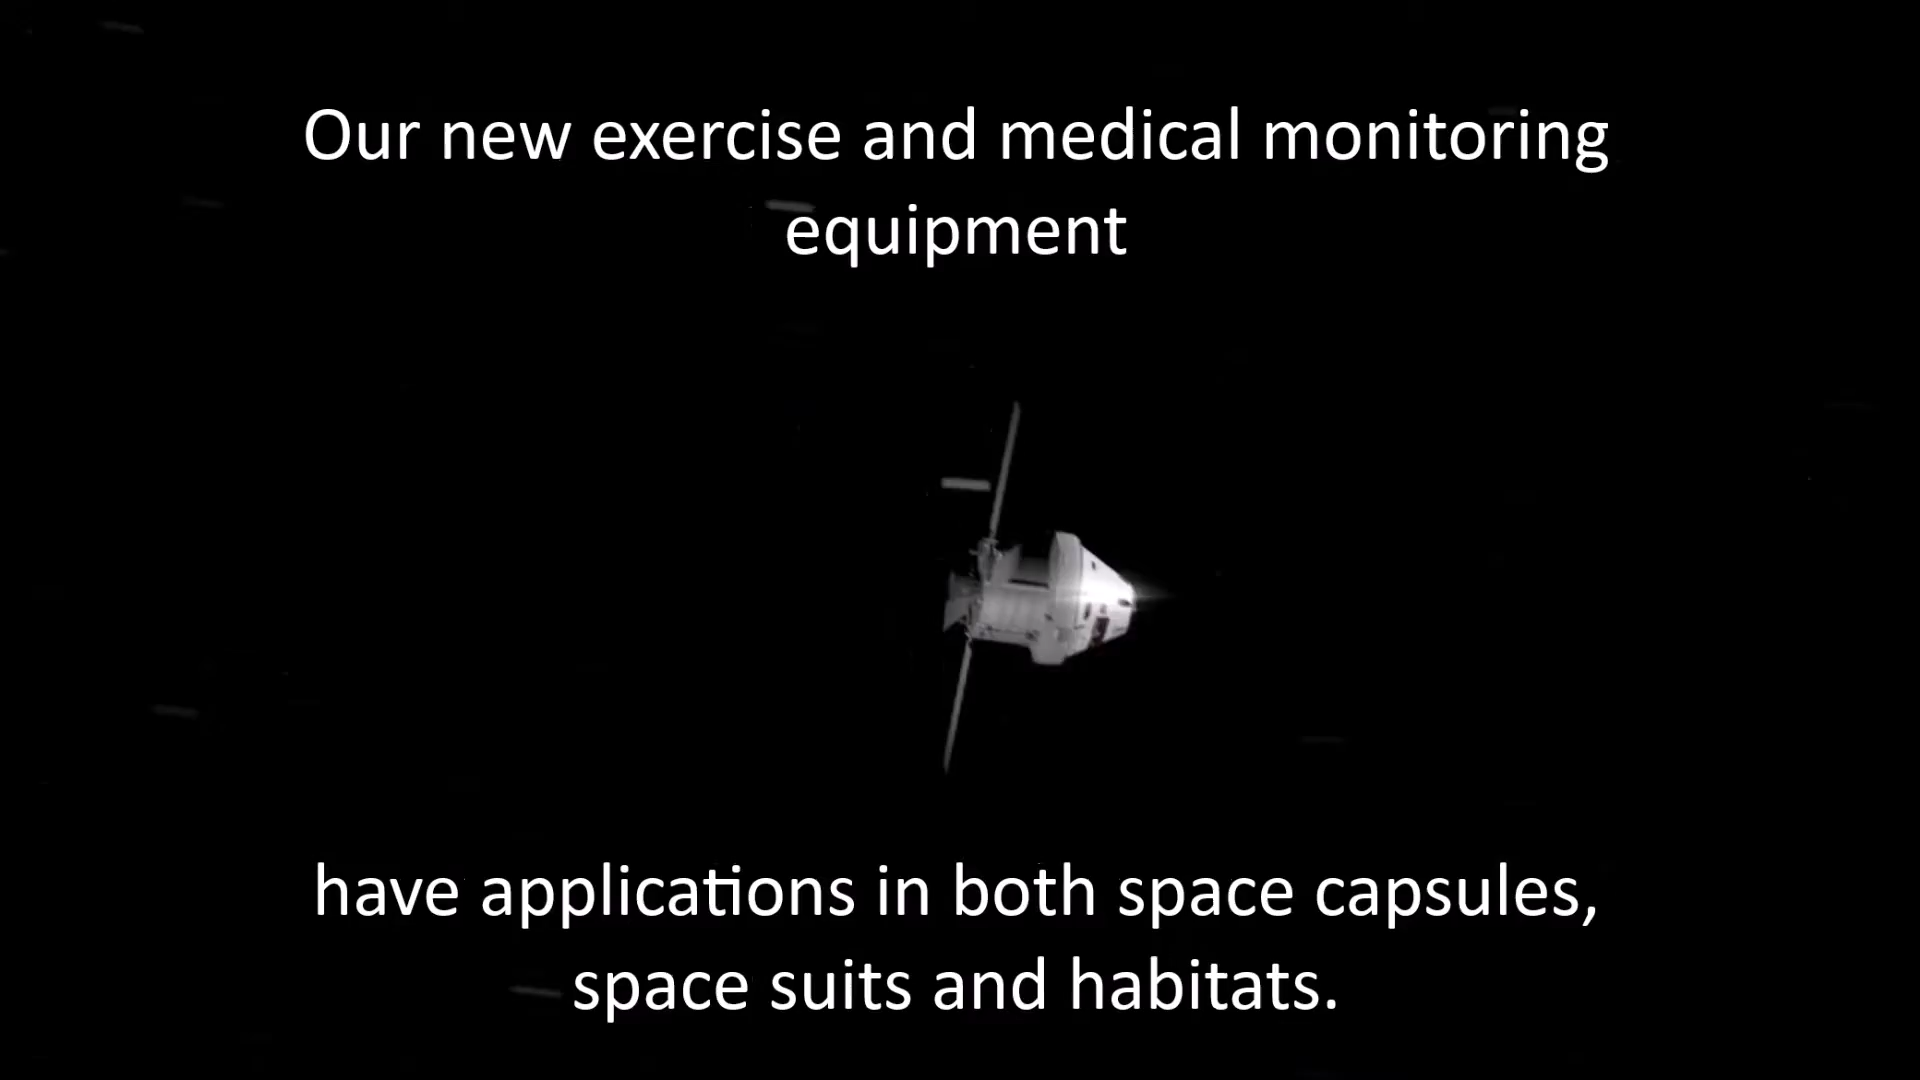 Our new exercise and medical monitoring
equipment
have applications in both space capsules,
space suits and habitats.